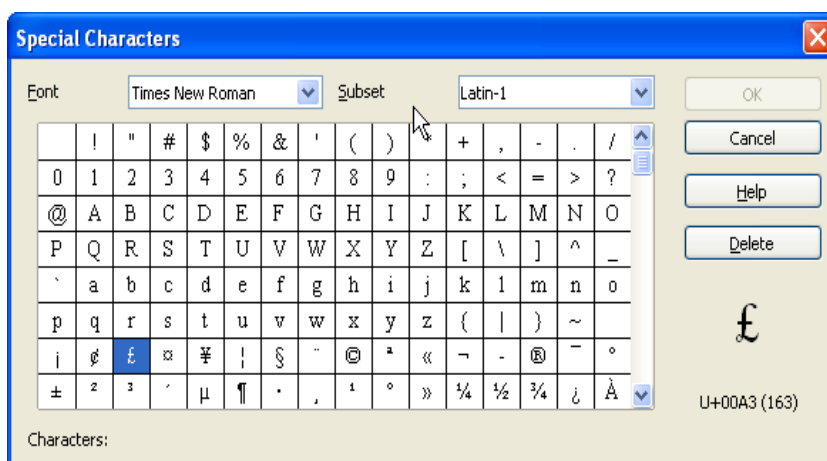 Special Characters
Font Times New Roman Subset Latin-1 OK
! " # $ % & ' ( ) * + , - . / Cancel
0 1 2 3 4 5 6 7 8 9 : ; < = > ? Help
@ A B C D E F G H I J K L M N O
P Q R S T U V W X Y Z [ \ ] ^ _ Delete
` a b c d e f g h i j k l m n o
p q r s t u v w x y z { | } ~ £
¡ ¢ £ ¤ ¥ ¦ § ¨ © ª « ¬ - ® ¯ °
± ² ³ ´ µ ¶ · ¸ ¹ º » ¼ ½ ¾ ¿ À U+00A3 (163)
Characters: